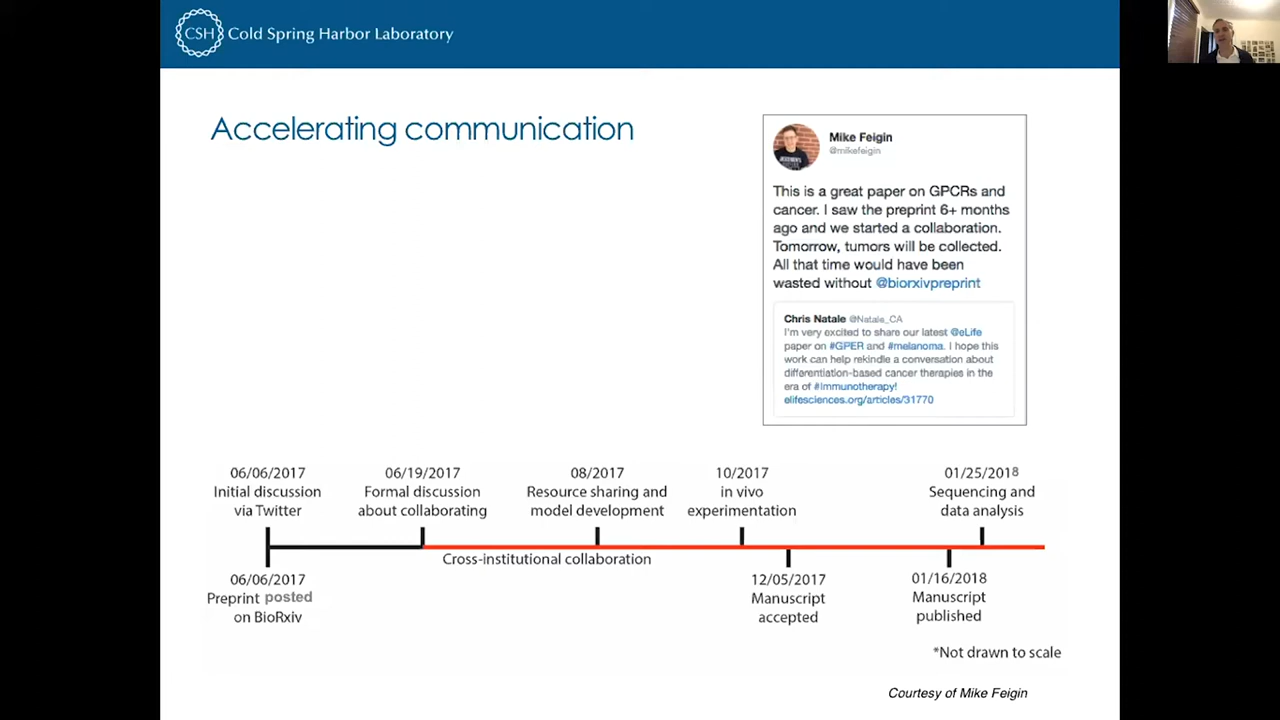 CSH Cold Spring Harbor Laboratory
Accelerating communication
Mike Feigin
@mikefeigin
This is a great paper on GPCRs and
cancer. I saw the preprint 6+ months
ago and we started a collaboration.
Tomorrow, tumors will be collected.
All that time would have been
wasted without @biorxivpreprint
Chris Natale @Natale_CA
I'm very excited to share our latest @eLife
paper on #GPER and #melanoma. I hope this
work can help rekindle a conversation about
differentiation-based cancer therapies in the
era of #immunotherapy!
elifesciences.org/articles/31770
06/06/2017
Initial discussion
via Twitter
06/19/2017
Formal discussion
about collaborating
08/2017
Resource sharing and
model development
10/2017
in vivo
experimentation
01/25/2018
Sequencing and
data analysis
Cross-institutional collaboration
06/06/2017
Preprint posted
on BioRxiv
12/05/2017
Manuscript
accepted
01/16/2018
Manuscript
published
*Not drawn to scale
Courtesy of Mike Feigin